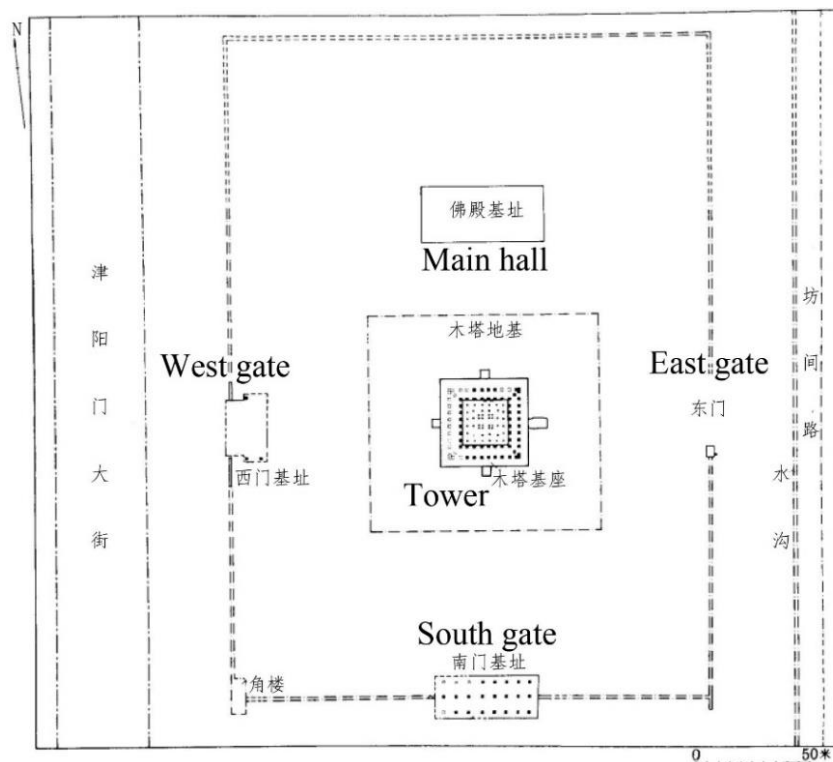 N
佛殿基址
Main hall
木塔地基
West gate
East gate
东门
西门基址
Tower
木塔基座
South gate
南门基址
角楼
津阳门大街
坊间路
水沟
0 50米